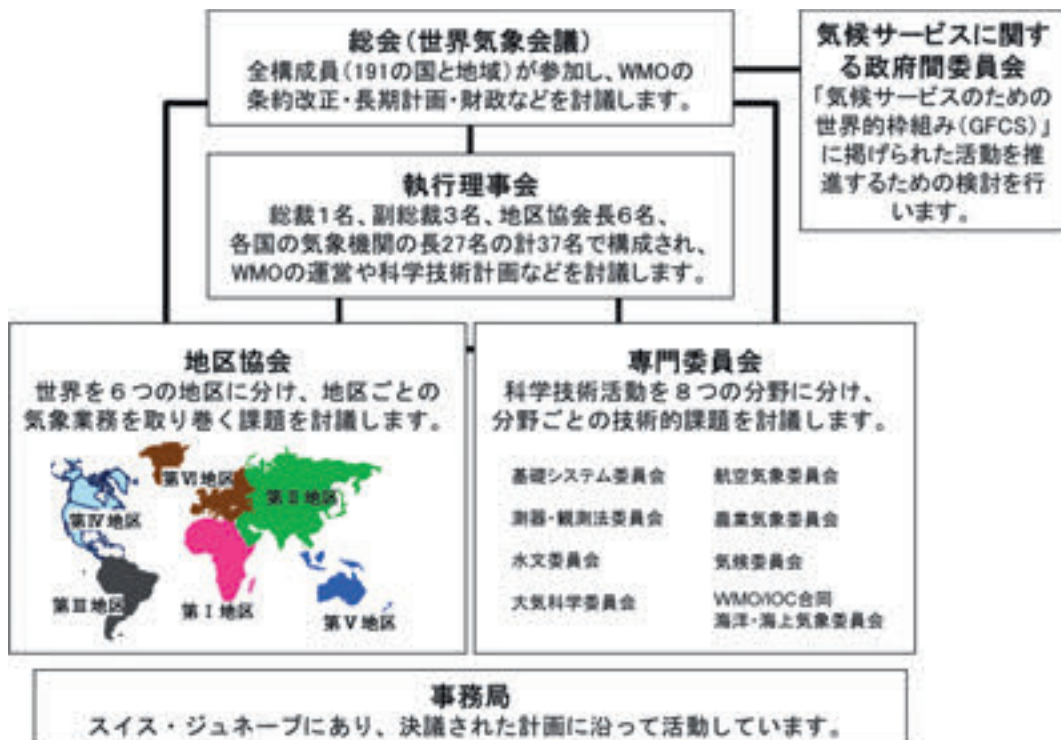 総会(世界気象会議)
全構成員(191の国と地域)が参加し、WMOの
条約改正・長期計画・財政などを討議します。
気候サービスに関す
る政府間委員会
「気候サービスのための
世界的枠組み(GFCS)」
に掲げられた活動を推
進するための検討を行
います。
執行理事会
総裁1名、副総裁3名、地区協会長6名、
各国の気象機関の長27名の計37名で構成され、
WMOの運営や科学技術計画などを討議します。
地区協会
世界を6つの地区に分け、地区ごとの
気象業務を取り巻く課題を討議します。
第Ⅵ地区
第Ⅱ地区
第Ⅳ地区
第Ⅲ地区
第Ⅰ地区
第Ⅴ地区
専門委員会
科学技術活動を8つの分野に分け、
分野ごとの技術的課題を討議します。
基礎システム委員会
航空気象委員会
測器・観測法委員会
農業気象委員会
水文委員会
気候委員会
大気科学委員会
WMO/IOC合同
海洋・海上気象委員会
事務局
スイス・ジュネーブにあり、決議された計画に沿って活動しています。